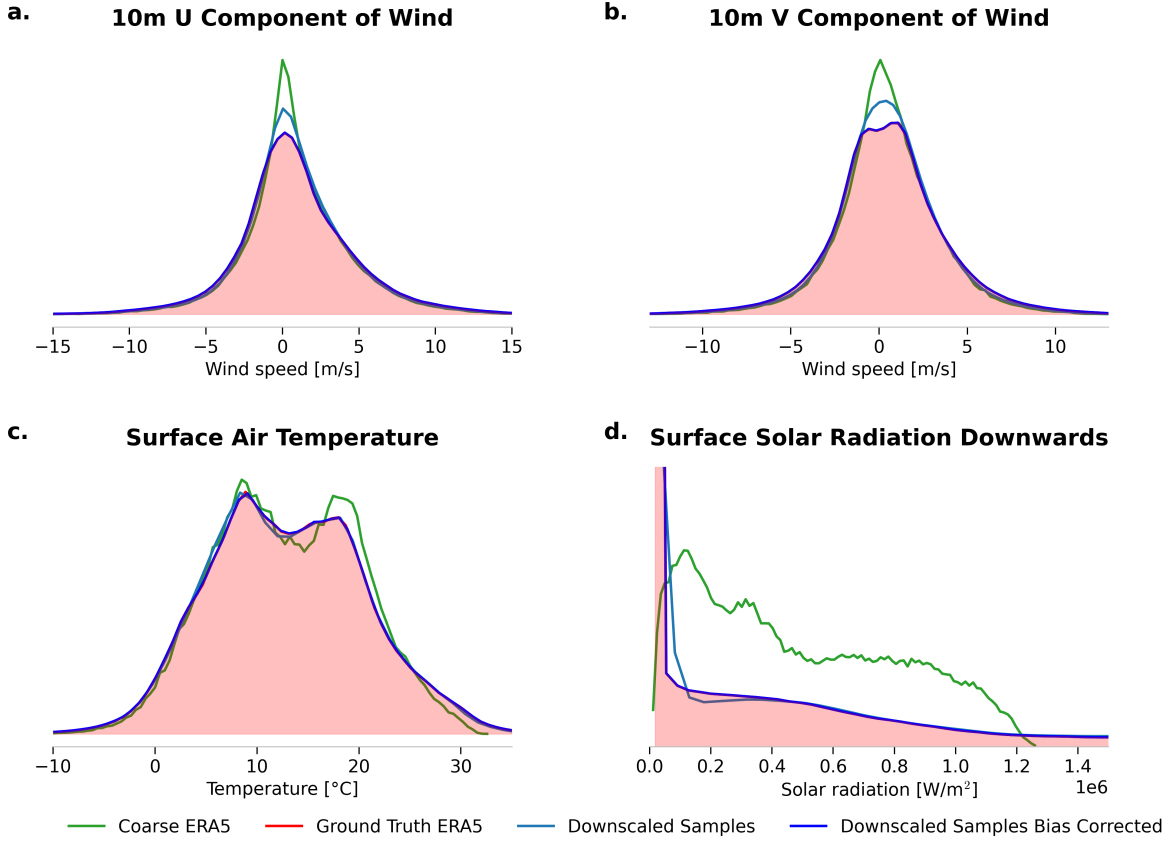 a.
10m U Component of Wind
−15 −10 −5 0 5 10 15
Wind speed [m/s]
b.
10m V Component of Wind
−10 −5 0 5 10
Wind speed [m/s]
c.
Surface Air Temperature
−10 0 10 20 30
Temperature [°C]
d.
Surface Solar Radiation Downwards
0.0 0.2 0.4 0.6 0.8 1.0 1.2 1.4
1e6
Solar radiation [W/m²]
Coarse ERA5 Ground Truth ERA5 Downscaled Samples Downscaled Samples Bias Corrected